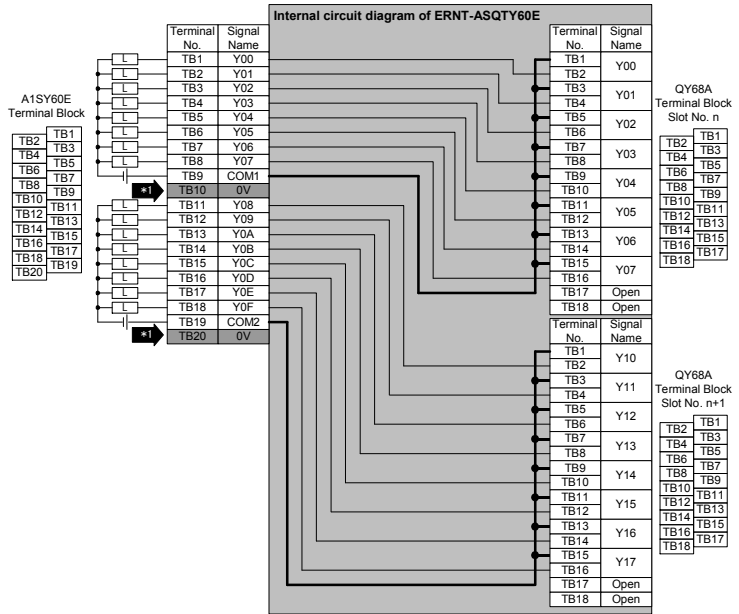 Internal circuit diagram of ERNT-ASQTY60E
A1SY60E
Terminal Block
TB1
TB2
TB3
TB4
TB5
TB6
TB7
TB8
TB9
TB10
TB11
TB12
TB13
TB14
TB15
TB16
TB17
TB18
TB19
TB20
Terminal No. Signal Name
L TB1 Y00
L TB2 Y01
L TB3 Y02
L TB4 Y03
L TB5 Y04
L TB6 Y05
L TB7 Y06
L TB8 Y07
TB9 COM1
*1 TB10 0V
L TB11 Y08
L TB12 Y09
L TB13 Y0A
L TB14 Y0B
L TB15 Y0C
L TB16 Y0D
L TB17 Y0E
L TB18 Y0F
TB19 COM2
*1 TB20 0V
Terminal No. Signal Name
TB1 Y00
TB2
TB3 Y01
TB4
TB5 Y02
TB6
TB7 Y03
TB8
TB9 Y04
TB10
TB11 Y05
TB12
TB13 Y06
TB14
TB15 Y07
TB16
TB17 Open
TB18 Open
QY68A
Terminal Block
Slot No. n
TB1
TB2
TB3
TB4
TB5
TB6
TB7
TB8
TB9
TB10
TB11
TB12
TB13
TB14
TB15
TB16
TB17
TB18
Terminal No. Signal Name
TB1 Y10
TB2
TB3 Y11
TB4
TB5 Y12
TB6
TB7 Y13
TB8
TB9 Y14
TB10
TB11 Y15
TB12
TB13 Y16
TB14
TB15 Y17
TB16
TB17 Open
TB18 Open
QY68A
Terminal Block
Slot No. n+1
TB1
TB2
TB3
TB4
TB5
TB6
TB7
TB8
TB9
TB10
TB11
TB12
TB13
TB14
TB15
TB16
TB17
TB18